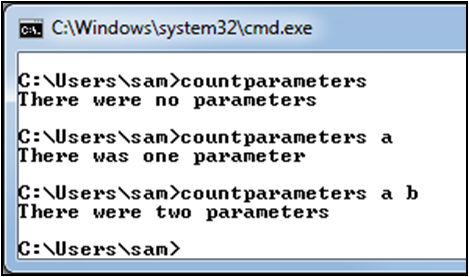 C:\Windows\system32\cmd.exe
C:\Users\sam>countparameters
There were no parameters
C:\Users\sam>countparameters a
There was one parameter
C:\Users\sam>countparameters a b
There were two parameters
C:\Users\sam>